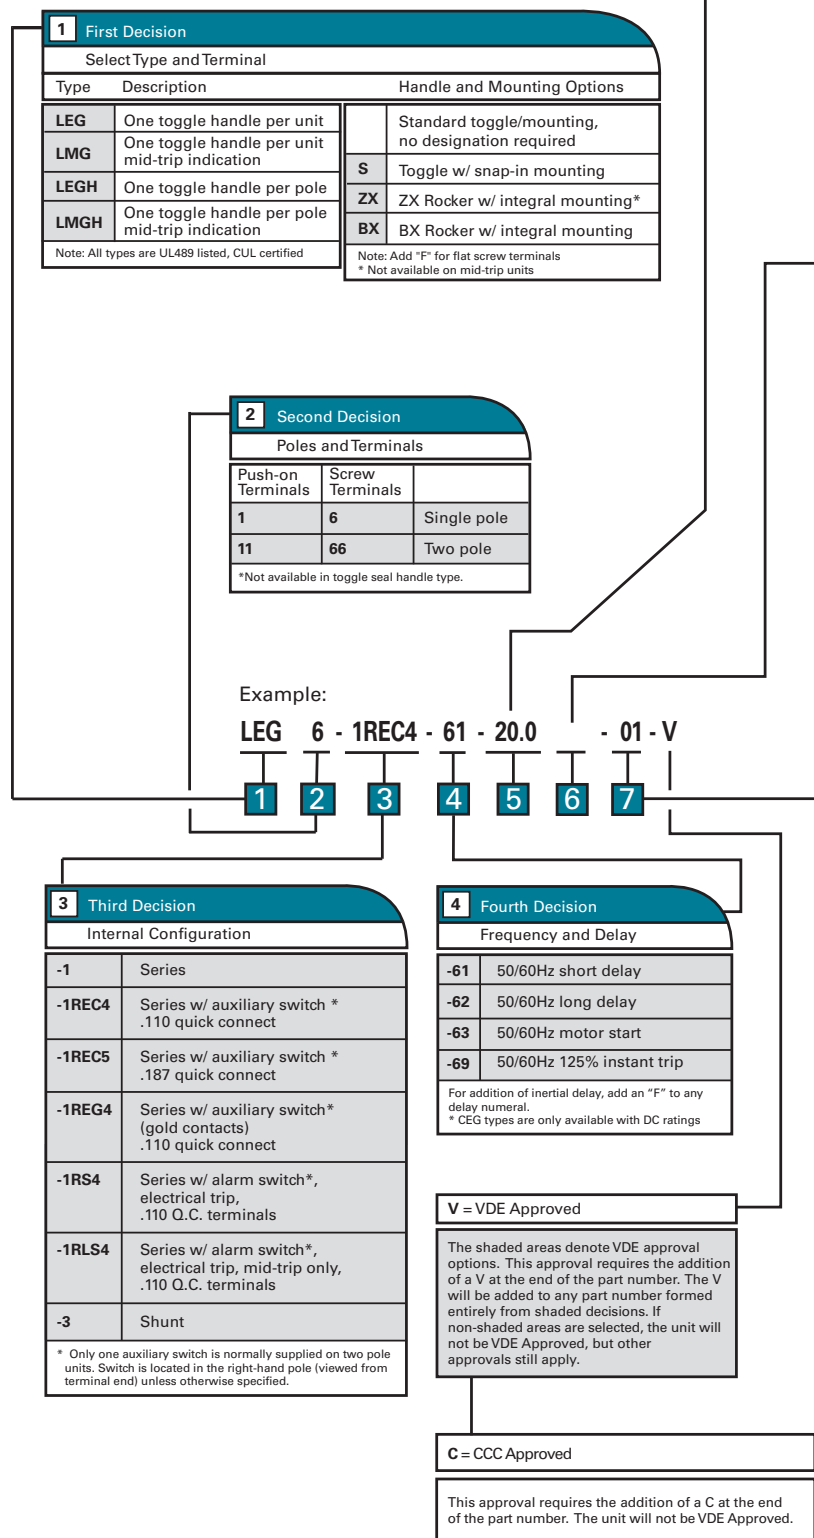 1 First Decision
Select Type and Terminal
Type Description Handle and Mounting Options
LEG One toggle handle per unit
LMG One toggle handle per unit
mid-trip indication
LEGH One toggle handle per pole
LMGH One toggle handle per pole
mid-trip indication
Note: All types are UL489 listed, CUL certified
Standard toggle/mounting,
no designation required
S Toggle w/ snap-in mounting
ZX ZX Rocker w/ integral mounting*
BX BX Rocker w/ integral mounting
Note: Add "F" for flat screw terminals
* Not available on mid-trip units
2 Second Decision
Poles and Terminals
Push-on
Terminals
Screw
Terminals
1 6 Single pole
11 66 Two pole
*Not available in toggle seal handle type.
Example:
LEG 6 - 1REC4 - 61 - 20.0 - 01 - V
1 2 3 4 5 6 7
3 Third Decision
Internal Configuration
-1 Series
-1REC4 Series w/ auxiliary switch *
.110 quick connect
-1REC5 Series w/ auxiliary switch *
.187 quick connect
-1REG4 Series w/ auxiliary switch*
(gold contacts)
.110 quick connect
-1RS4 Series w/ alarm switch*,
electrical trip,
.110 Q.C. terminals
-1RLS4 Series w/ alarm switch*,
electrical trip, mid-trip only,
.110 Q.C. terminals
-3 Shunt
* Only one auxiliary switch is normally supplied on two pole
units. Switch is located in the right-hand pole (viewed from
terminal end) unless otherwise specified.
4 Fourth Decision
Frequency and Delay
-61 50/60Hz short delay
-62 50/60Hz long delay
-63 50/60Hz motor start
-69 50/60Hz 125% instant trip
For addition of inertial delay, add an “F” to any
delay numeral.
* CEG types are only available with DC ratings
V = VDE Approved
The shaded areas denote VDE approval
options. This approval requires the addition
of a V at the end of the part number. The V
will be added to any part number formed
entirely from shaded decisions. If
non-shaded areas are selected, the unit will
not be VDE Approved, but other
approvals still apply.
C = CCC Approved
This approval requires the addition of a C at the end
of the part number. The unit will not be VDE Approved.